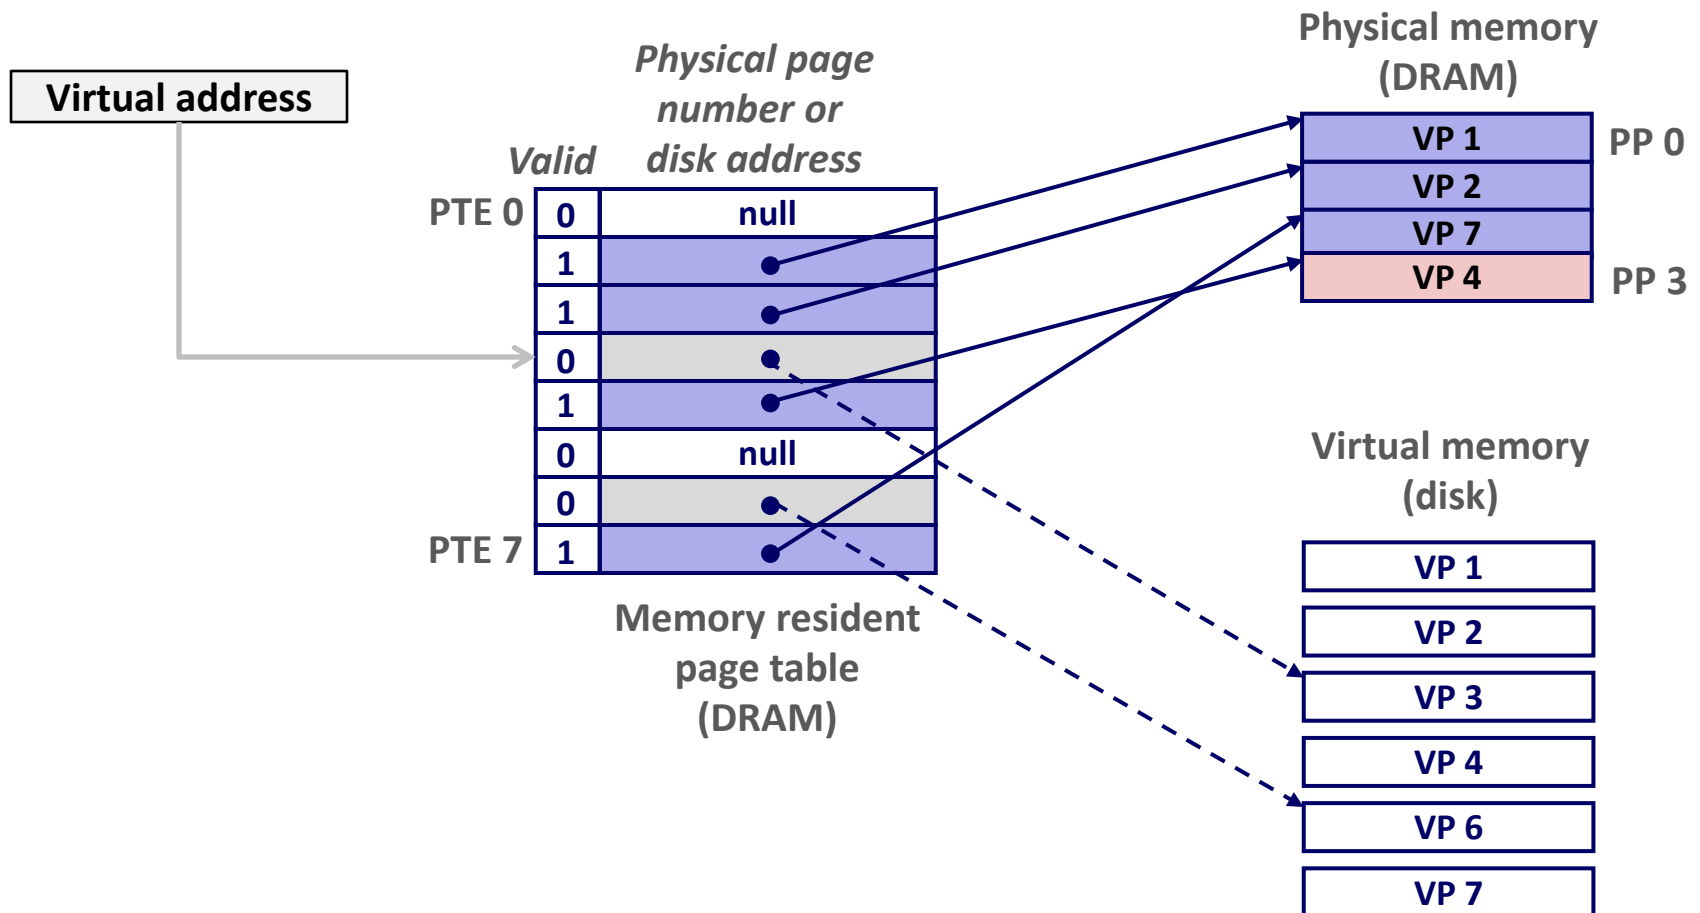 Virtual address
Physical page
number or
disk address
Valid
PTE 0
0
null
1
1
0
1
0
null
0
PTE 7
1
Memory resident
page table
(DRAM)
Physical memory
(DRAM)
VP 1
PP 0
VP 2
VP 7
VP 4
PP 3
Virtual memory
(disk)
VP 1
VP 2
VP 3
VP 4
VP 6
VP 7